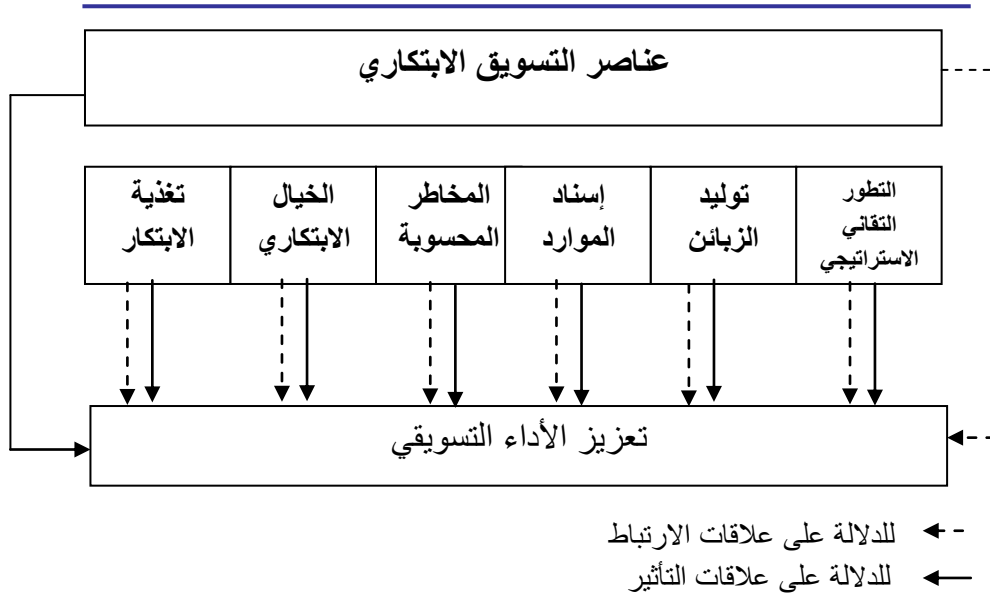 عناصر التسويق الابتكاري
التطور
التقاني
الاستراتيجي
توليد
الزبائن
إسناد
الموارد
المخاطر
المحسوبة
الخيال
الابتكاري
تغذية
الابتكار
تعزيز الأداء التسويقي
للدلالة على علاقات الارتباط
للدلالة على علاقات التأثير